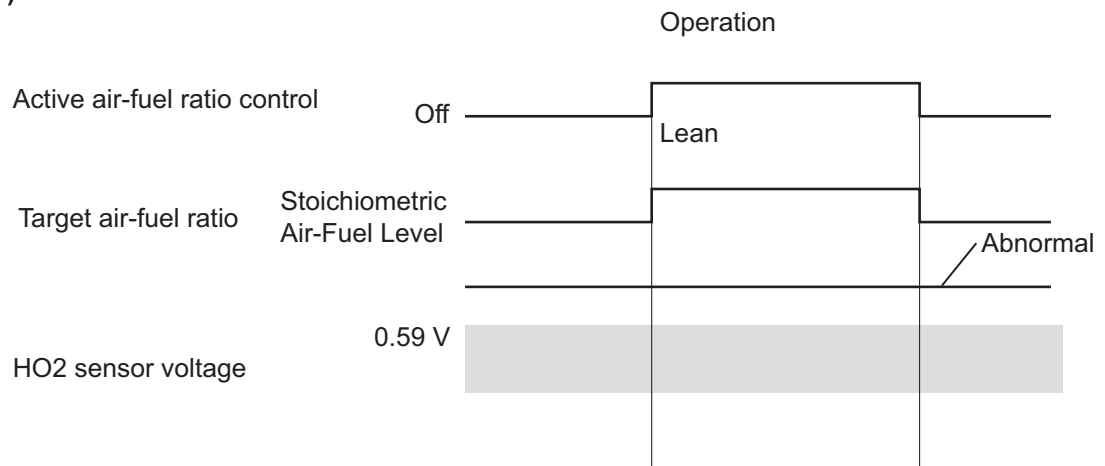 )
Operation
Active air-fuel ratio control
Off
Lean
Target air-fuel ratio
Stoichiometric
Air-Fuel Level
Abnormal
0.59 V
HO2 sensor voltage